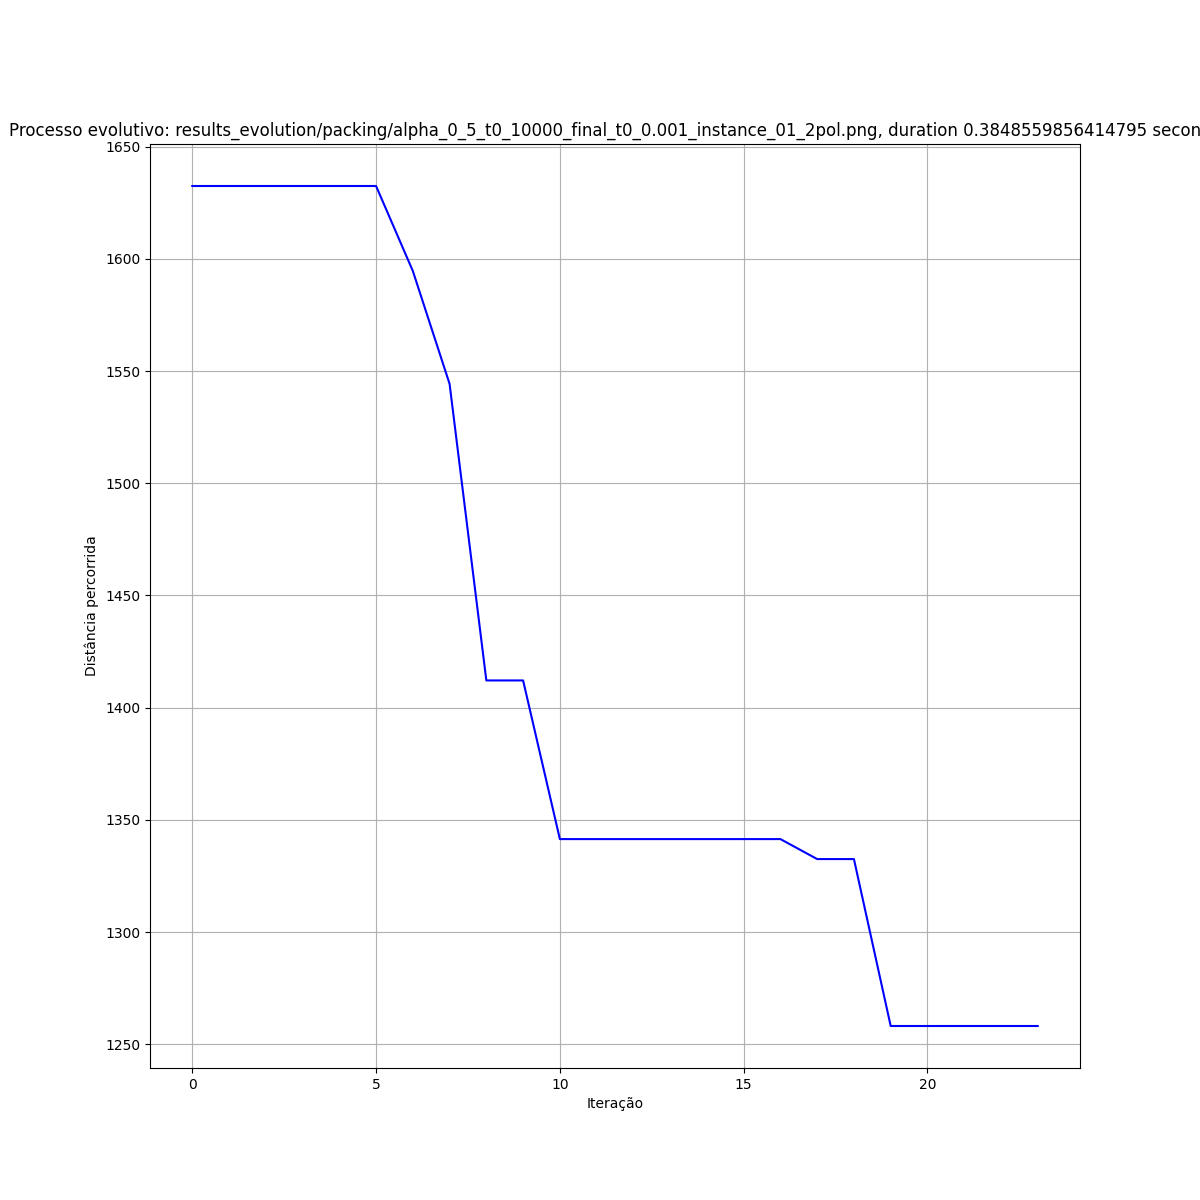 Processo evolutivo: results_evolution/packing/alpha_0_5_t0_10000_final_t0_0.001_instance_01_2pol.png, duration 0.3848559856414795 secon
1650
1600
1550
1500
1450
1400
1350
1300
1250
Distância percorrida
0 5 10 15 20
Iteração